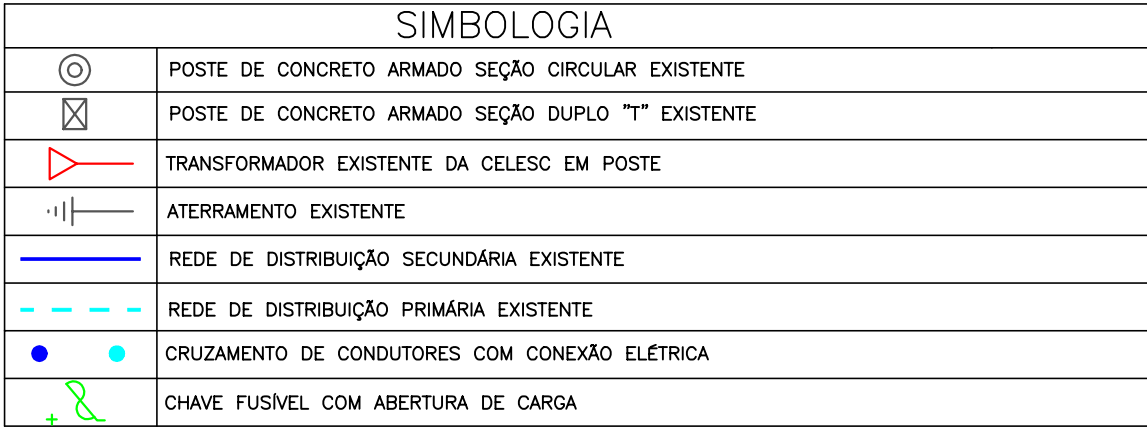 SIMBOLOGIA
POSTE DE CONCRETO ARMADO SEÇÃO CIRCULAR EXISTENTE
POSTE DE CONCRETO ARMADO SEÇÃO DUPLO "T" EXISTENTE
TRANSFORMADOR EXISTENTE DA CELESC EM POSTE
ATERRAMENTO EXISTENTE
REDE DE DISTRIBUIÇÃO SECUNDÁRIA EXISTENTE
REDE DE DISTRIBUIÇÃO PRIMÁRIA EXISTENTE
CRUZAMENTO DE CONDUTORES COM CONEXÃO ELÉTRICA
CHAVE FUSÍVEL COM ABERTURA DE CARGA